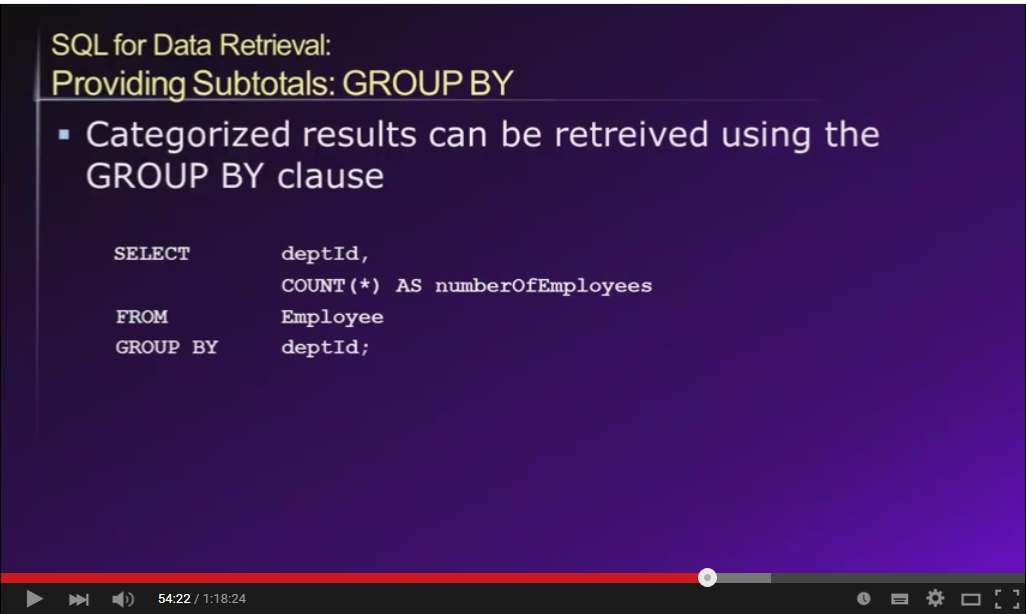 SQL for Data Retrieval:
Providing Subtotals: GROUP BY
Categorized results can be retreived using the
GROUP BY clause
SELECT deptId,
COUNT(*) AS numberOfEmployees
FROM Employee
GROUP BY deptId;
54:22 / 1:18:24